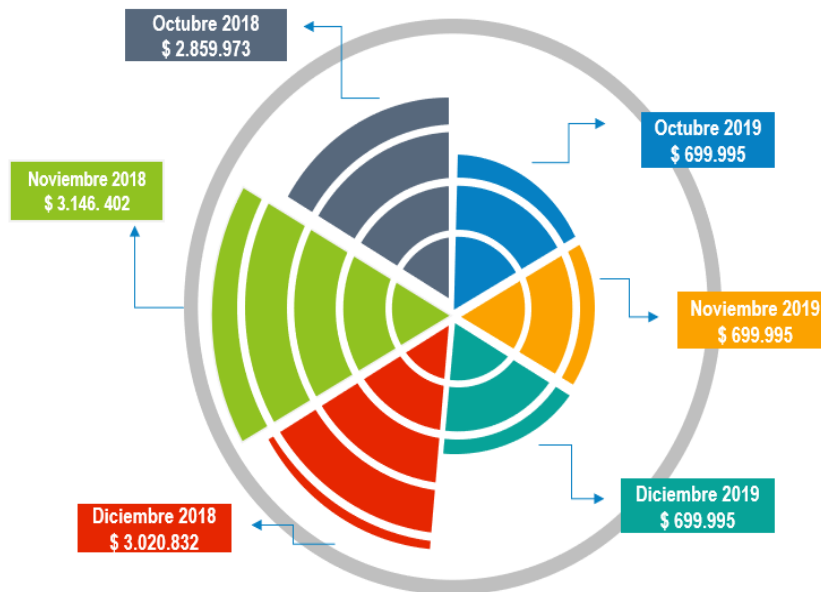 Octubre 2018
$ 2.859.973
Octubre 2019
$ 699.995
Noviembre 2018
$ 3.146. 402
Noviembre 2019
$ 699.995
Diciembre 2018
$ 3.020.832
Diciembre 2019
$ 699.995